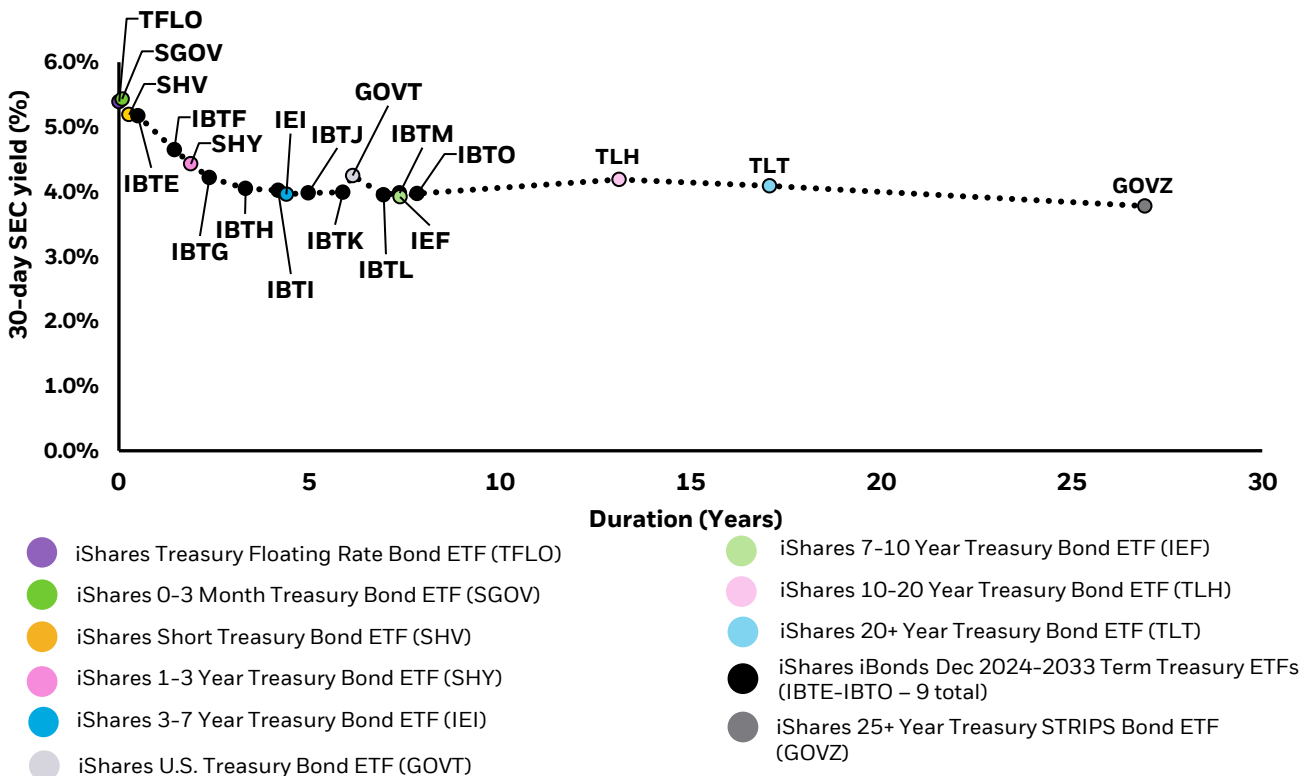 TFLO
SGOV
SHV
IBTE
IBTF
SHY
IBTG
IBTH
IEI
IBTI
IBTJ
GOVT
IBTK
IBTL
IBTM
IEF
IBTO
TLH
TLT
GOVZ
30-day SEC yield (%)
6.0%
5.0%
4.0%
3.0%
2.0%
1.0%
0.0%
0 5 10 15 20 25 30
Duration (Years)
iShares Treasury Floating Rate Bond ETF (TFLO)
iShares 0-3 Month Treasury Bond ETF (SGOV)
iShares Short Treasury Bond ETF (SHV)
iShares 1-3 Year Treasury Bond ETF (SHY)
iShares 3-7 Year Treasury Bond ETF (IEI)
iShares U.S. Treasury Bond ETF (GOVT)
iShares 7-10 Year Treasury Bond ETF (IEF)
iShares 10-20 Year Treasury Bond ETF (TLH)
iShares 20+ Year Treasury Bond ETF (TLT)
iShares iBonds Dec 2024-2033 Term Treasury ETFs
(IBTE-IBTO – 9 total)
iShares 25+ Year Treasury STRIPS Bond ETF
(GOVZ)